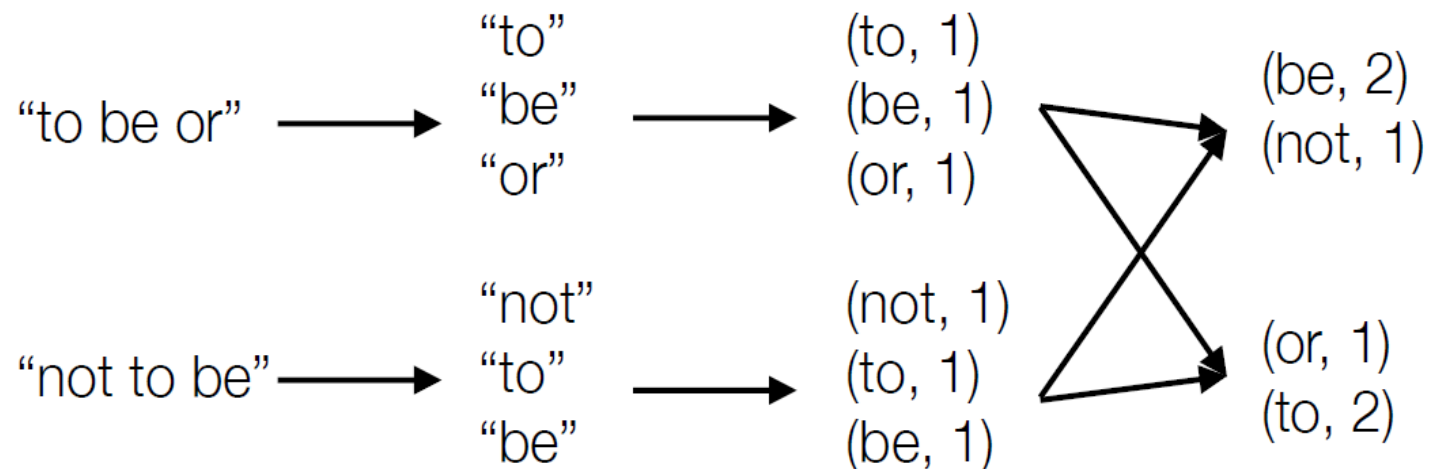 “to be or”
“to”
“be”
“or”
(to, 1)
(be, 1)
(or, 1)
(be, 2)
(not, 1)
“not to be”
“not”
“to”
“be”
(not, 1)
(to, 1)
(be, 1)
(or, 1)
(to, 2)